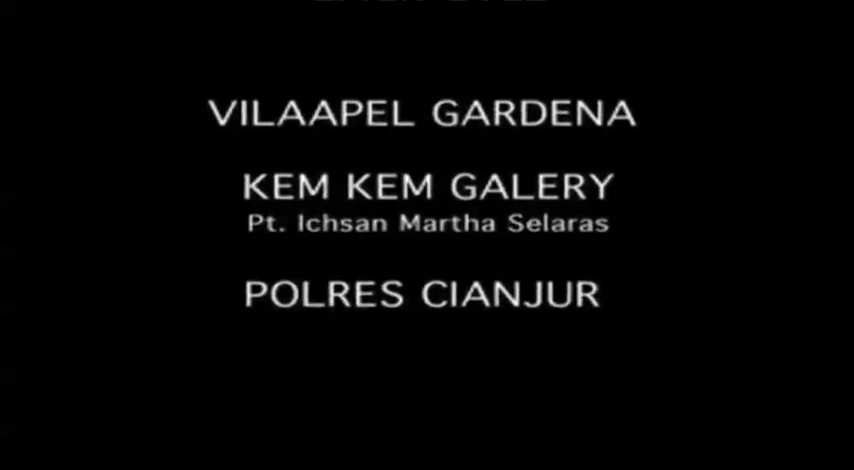 VILAAPEL GARDENA
KEM KEM GALERY
Pt. Ichsan Martha Selaras
POLRES CIANJUR